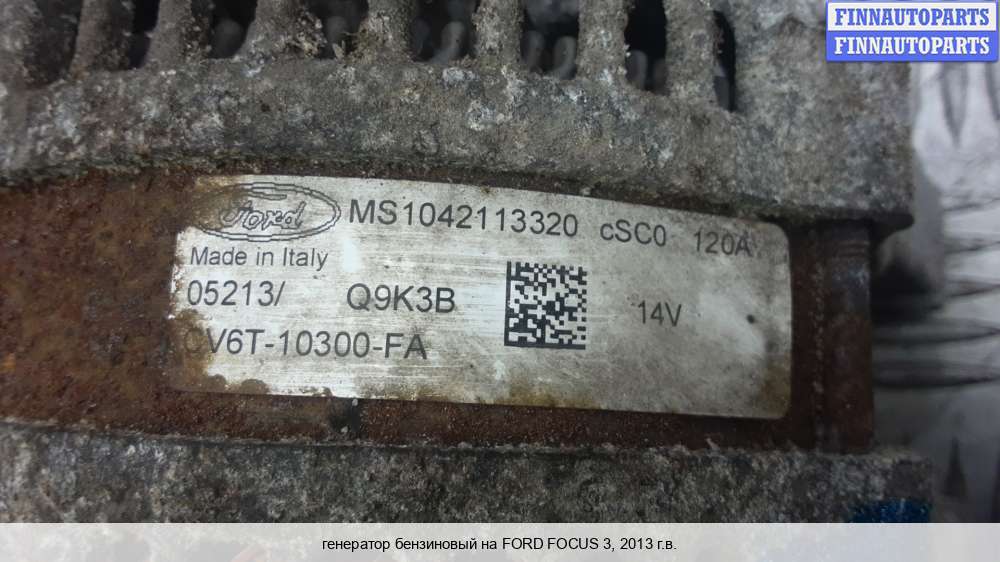 FINNAUTOPARTS
FINNAUTOPARTS
Ford MS1042113320 cSC0 120A
Made in Italy
05213/ Q9K3B 14V
CV6T-10300-FA
генератор бензиновый на FORD FOCUS 3, 2013 г.в.